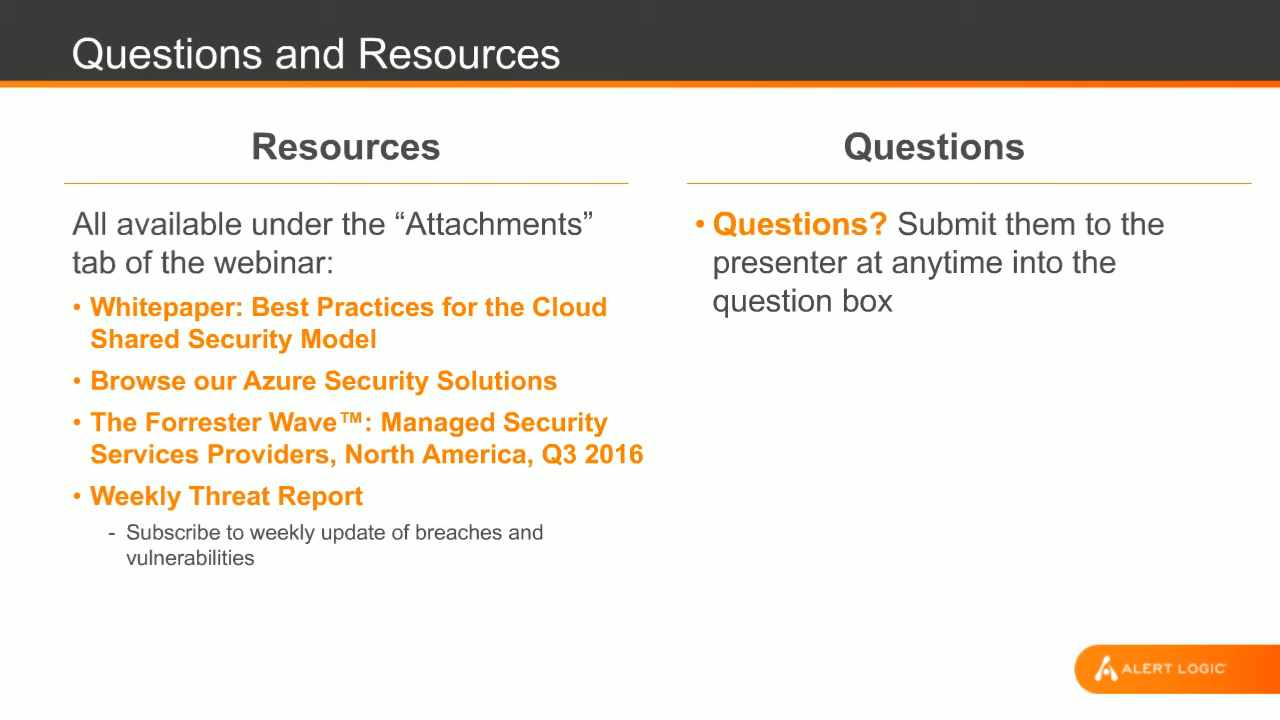 Questions and Resources
Resources
All available under the “Attachments”
tab of the webinar:
• Whitepaper: Best Practices for the Cloud
Shared Security Model
• Browse our Azure Security Solutions
• The Forrester Wave™: Managed Security
Services Providers, North America, Q3 2016
• Weekly Threat Report
- Subscribe to weekly update of breaches and
vulnerabilities
Questions
• Questions? Submit them to the
presenter at anytime into the
question box
ALERT LOGIC